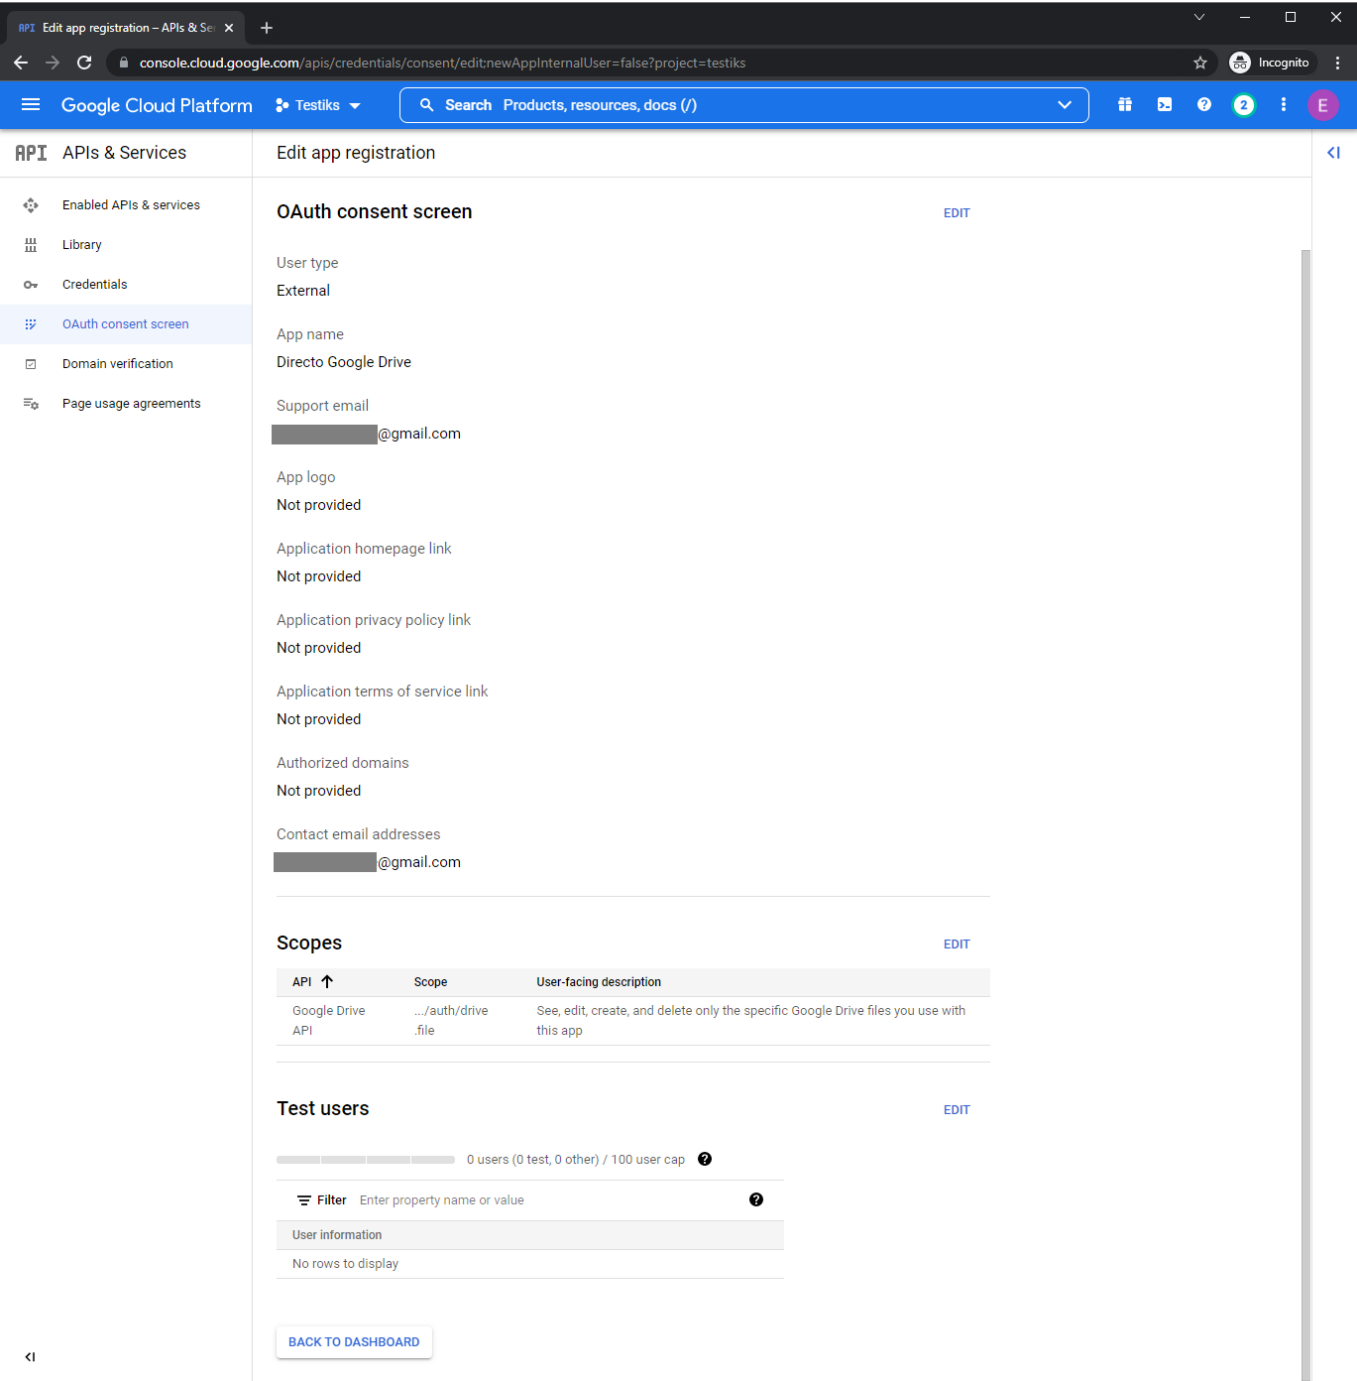 API Edit app registration – APIs & Ser
console.cloud.google.com/apis/credentials/consent/edit;newAppInternalUser=false?project=testiks
Incognito
Google Cloud Platform
Testiks
Search Products, resources, docs (/)
2
E
API APIs & Services
Edit app registration
Enabled APIs & services
Library
Credentials
OAuth consent screen
Domain verification
Page usage agreements
OAuth consent screen
EDIT
User type
External
App name
Directo Google Drive
Support email
@gmail.com
App logo
Not provided
Application homepage link
Not provided
Application privacy policy link
Not provided
Application terms of service link
Not provided
Authorized domains
Not provided
Contact email addresses
@gmail.com
Scopes
EDIT
API Scope User-facing description
Google Drive API
.../auth/drive.file
See, edit, create, and delete only the specific Google Drive files you use with
this app
Test users
EDIT
0 users (0 test, 0 other) / 100 user cap
Filter Enter property name or value
User information
No rows to display
BACK TO DASHBOARD